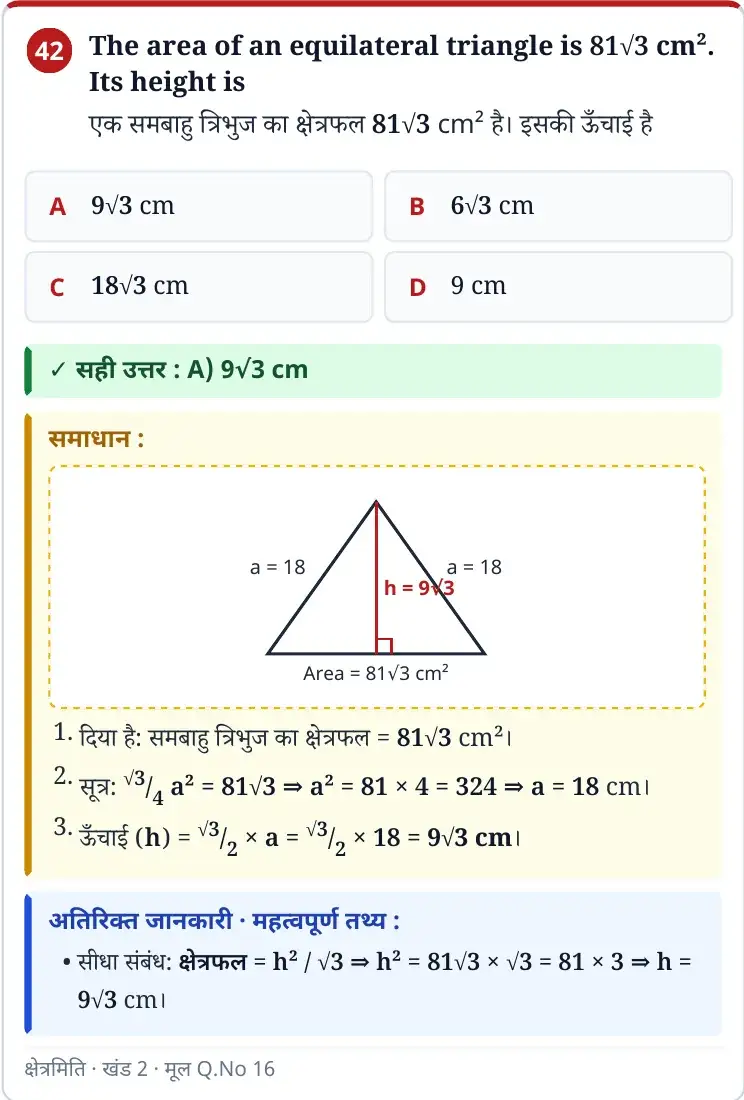 42 The area of an equilateral triangle is 81√3 cm².
Its height is
एक समबाहु त्रिभुज का क्षेत्रफल 81√3 cm² है। इसकी ऊँचाई है
A 9√3 cm
B 6√3 cm
C 18√3 cm
D 9 cm
✓ सही उत्तर : A) 9√3 cm
समाधान :
a = 18
a = 18
h = 9√3
Area = 81√3 cm²
1. दिया है: समबाहु त्रिभुज का क्षेत्रफल = 81√3 cm²।
2. सूत्र: √3/4 a² = 81√3 ⇒ a² = 81 × 4 = 324 ⇒ a = 18 cm।
3. ऊँचाई (h) = √3/2 × a = √3/2 × 18 = 9√3 cm।
अतिरिक्त जानकारी · महत्वपूर्ण तथ्य :
• सीधा संबंध: क्षेत्रफल = h² / √3 ⇒ h² = 81√3 × √3 = 81 × 3 ⇒ h =
9√3 cm।
क्षेत्रमिति · खंड 2 · मूल Q.No 16